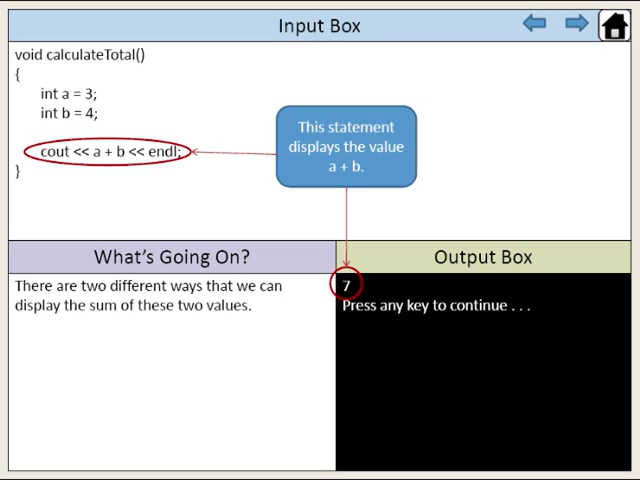 Input Box
void calculateTotal()
{
int a = 3;
int b = 4;
cout << a + b << endl;
}
This statement
displays the value
a + b.
What's Going On?
There are two different ways that we can
display the sum of these two values.
Output Box
7
Press any key to continue . . .